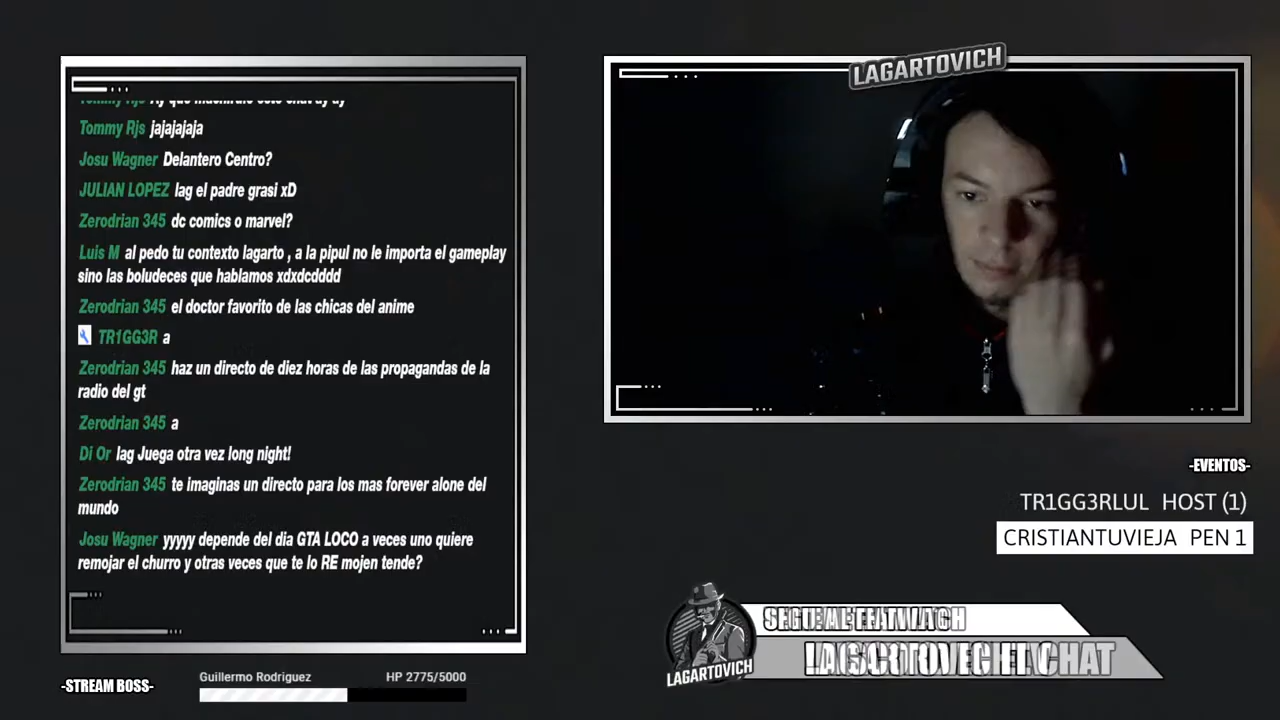 LAGARTOVICH
Tommy Rjs
Tommy Rjs jajajajaja
Josu Wagner Delantero Centro?
JULIAN LOPEZ lag el padre grasi xD
Zerodrian 345 dc comics o marvel?
Luis M al pedo tu contexto lagarto , a la pipul no le importa el gameplay
sino las boludeces que hablamos xdxdcdddd
Zerodrian 345 el doctor favorito de las chicas del anime
TR1GG3R a
Zerodrian 345 haz un directo de diez horas de las propagandas de la
radio del gt
Zerodrian 345 a
Di Or lag Juega otra vez long night!
Zerodrian 345 te imaginas un directo para los mas forever alone del
mundo
Josu Wagner yyyyy depende del dia GTA LOCO a veces uno quiere
remojar el churro y otras veces que te lo RE mojen tende?
-EVENTOS-
TR1GG3RLUL HOST (1)
CRISTIANTUVIEJA PEN 1
LAGARTOVICH
-STREAM BOSS-
Guillermo Rodriguez HP 2775/5000